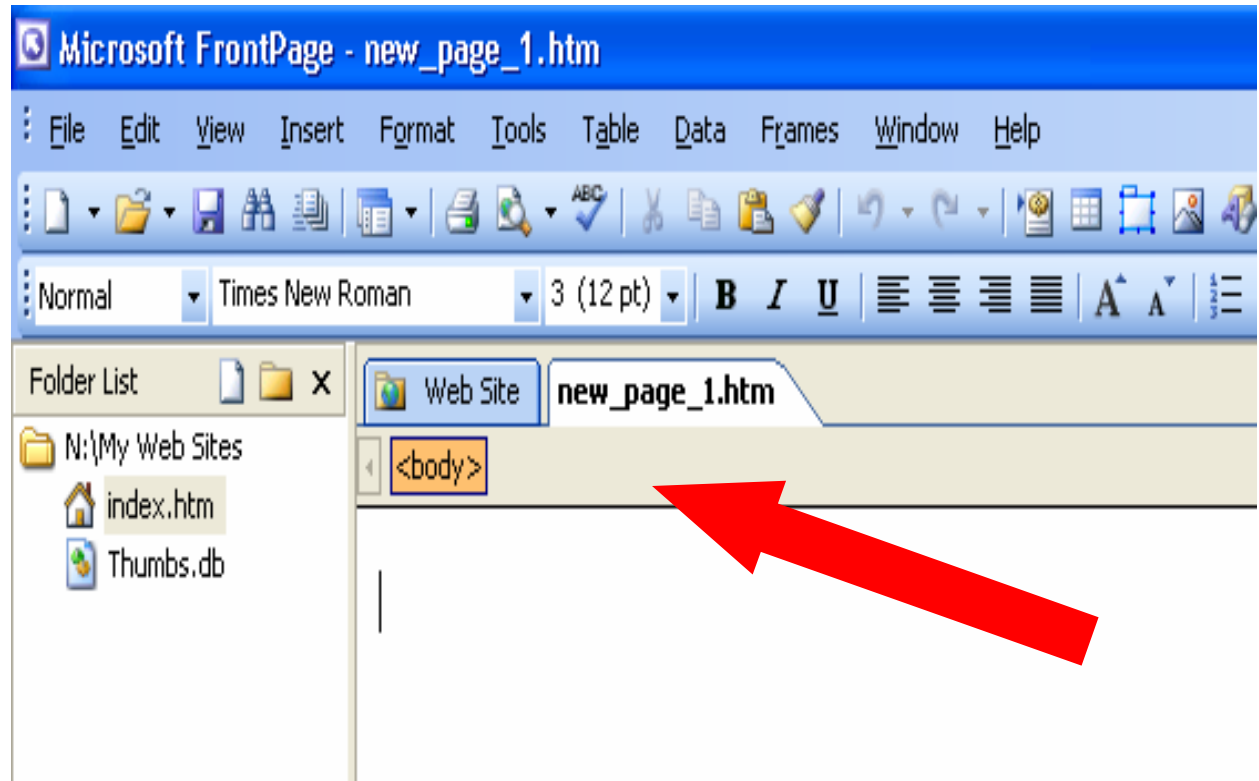 Microsoft FrontPage - new_page_1.htm
File Edit View Insert Format Tools Table Data Frames Window Help
ABC
Normal Times New Roman 3 (12 pt) B I U A A
Folder List Web Site new_page_1.htm
N:\My Web Sites
<body>
index.htm
Thumbs.db